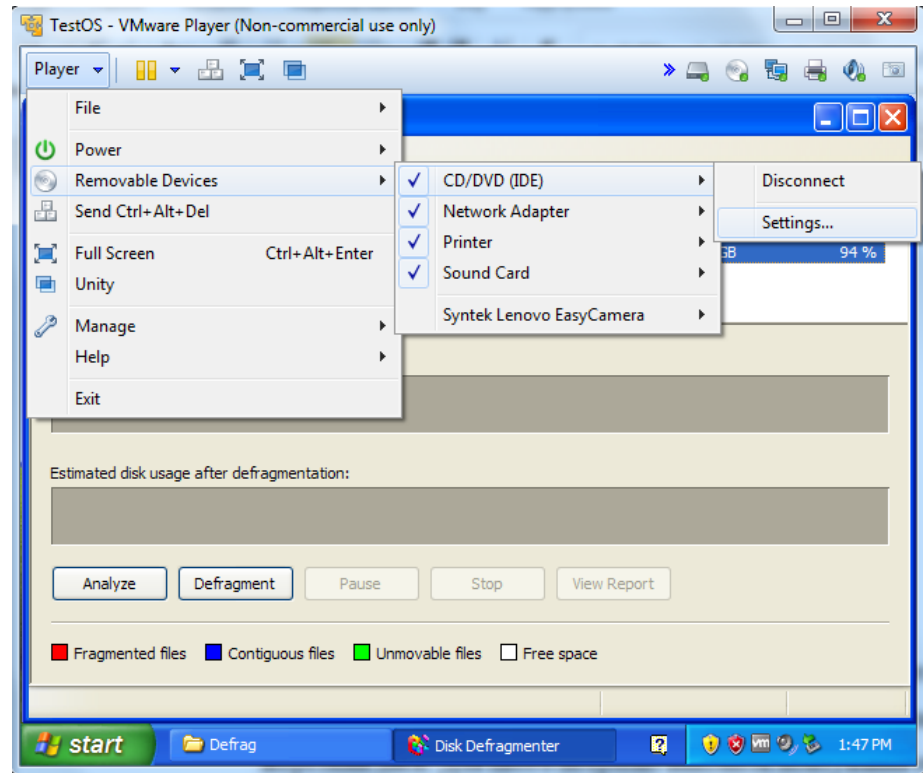 TestOS - VMware Player (Non-commercial use only)
Player
File
Power
Removable Devices
Send Ctrl+Alt+Del
Full Screen Ctrl+Alt+Enter
Unity
Manage
Help
Exit
CD/DVD (IDE)
Network Adapter
Printer
Sound Card
Syntek Lenovo EasyCamera
Disconnect
Settings...
GB 94 %
Estimated disk usage after defragmentation:
Analyze Defragment Pause Stop View Report
Fragmented files Contiguous files Unmovable files Free space
start Defrag Disk Defragmenter 1:47 PM